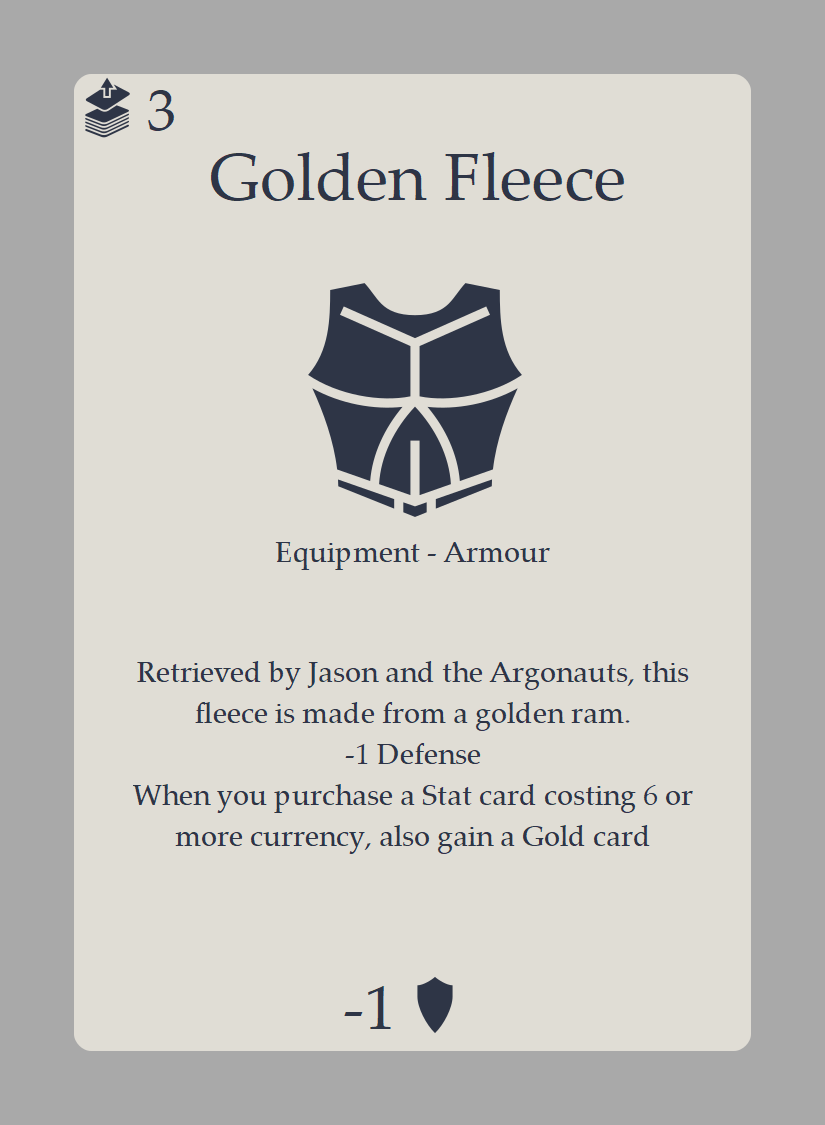 3
Golden Fleece
Equipment - Armour
Retrieved by Jason and the Argonauts, this
fleece is made from a golden ram.
-1 Defense
When you purchase a Stat card costing 6 or
more currency, also gain a Gold card
-1